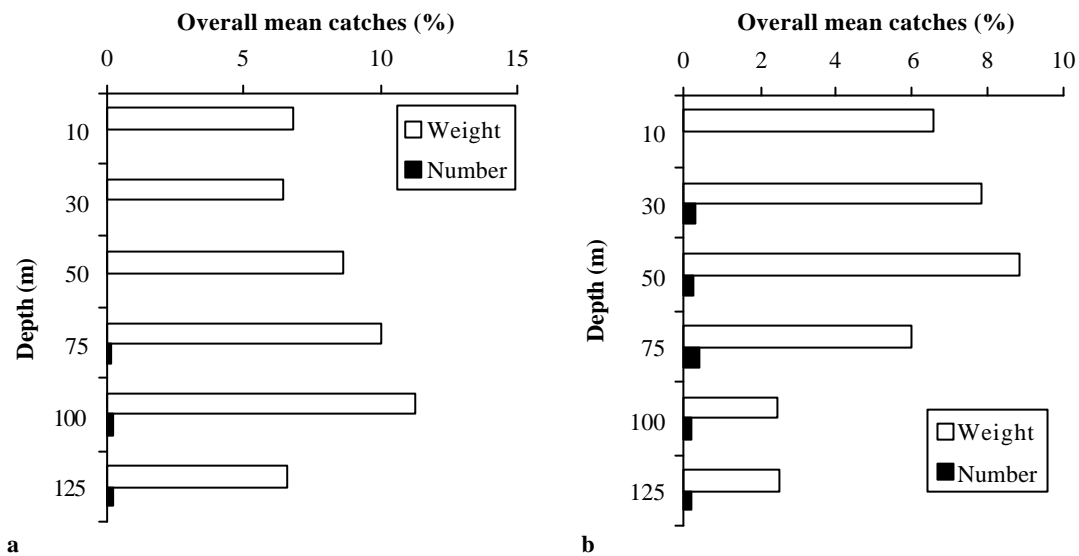 Overall mean catches (%)
0 5 10 15
Depth (m)
10
30
50
75
100
125
Weight
Number
a
Overall mean catches (%)
0 2 4 6 8 10
Depth (m)
10
30
50
75
100
125
Weight
Number
b